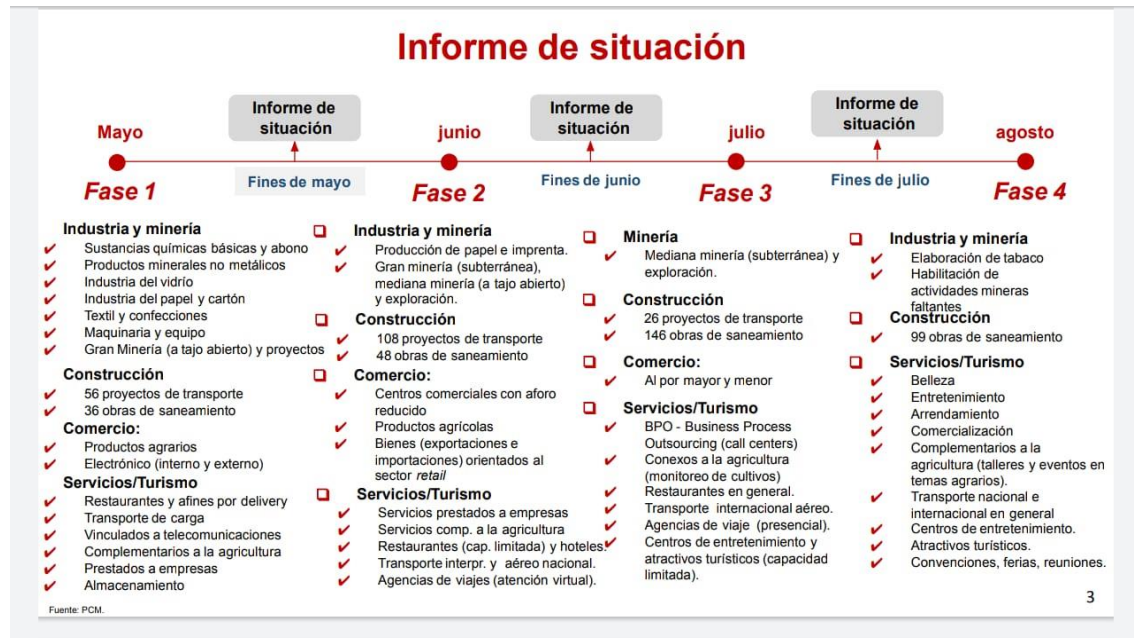 Informe de situación
Informe de
situación
Informe de
situación
Informe de
situación
Mayo
junio
julio
agosto
Fines de mayo
Fines de junio
Fines de julio
Fase 1
Fase 2
Fase 3
Fase 4
Industria y minería
Sustancias químicas básicas y abono
Productos minerales no metálicos
Industria del vidrío
Industria del papel y cartón
Textil y confecciones
Maquinaria y equipo
Gran Minería (a tajo abierto) y proyectos
Construcción
56 proyectos de transporte
36 obras de saneamiento
Comercio:
Productos agrarios
Electrónico (interno y externo)
Servicios/Turismo
Restaurantes y afines por delivery
Transporte de carga
Vinculados a telecomunicaciones
Complementarios a la agricultura
Prestados a empresas
Almacenamiento
Industria y minería
Producción de papel e imprenta.
Gran minería (subterránea),
mediana minería (a tajo abierto)
y exploración.
Construcción
108 proyectos de transporte
48 obras de saneamiento
Comercio:
Centros comerciales con aforo
reducido
Productos agrícolas
Bienes (exportaciones e
importaciones) orientados al
sector retail
Servicios/Turismo
Servicios prestados a empresas
Servicios comp. a la agricultura
Restaurantes (cap. limitada) y hoteles.
Transporte interpr. y aéreo nacional.
Agencias de viajes (atención virtual).
Minería
Mediana minería (subterránea) y
exploración.
Construcción
26 proyectos de transporte
146 obras de saneamiento
Comercio:
Al por mayor y menor
Servicios/Turismo
BPO - Business Process
Outsourcing (call centers)
Conexos a la agricultura
(monitoreo de cultivos)
Restaurantes en general.
Transporte internacional aéreo.
Agencias de viaje (presencial).
Centros de entretenimiento y
atractivos turísticos (capacidad
limitada).
Industria y minería
Elaboración de tabaco
Habilitación de
actividades mineras
faltantes
Construcción
99 obras de saneamiento
Servicios/Turismo
Belleza
Entretenimiento
Arrendamiento
Comercialización
Complementarios a la
agricultura (talleres y eventos en
temas agrarios).
Transporte nacional e
internacional en general
Centros de entretenimiento.
Atractivos turísticos.
Convenciones, ferias, reuniones.
Fuente: PCM.
3